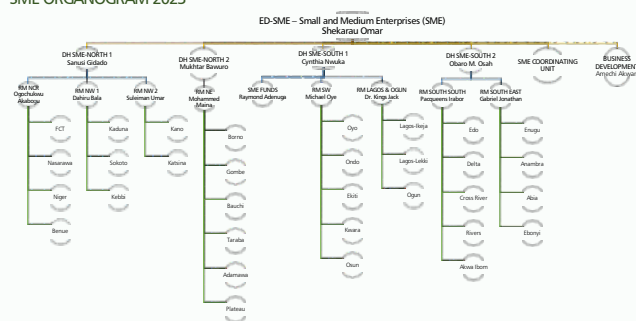 SME ORGANOGRAM 2025
ED-SME – Small and Medium Enterprises (SME)
Shekarau Omar
DH SME-NORTH 1
Sanusi Gidado
DH SME-NORTH 2
Mukhtar Bawuro
DH SME-SOUTH 1
Cynthia Nwuka
DH SME-SOUTH 2
Obaro M. Osah
SME COORDINATING
UNIT
BUSINESS
DEVELOPMENT
Amechi Akwyar
RM NCR
Ogochukwu
Akabogu
RM NW 1
Dahiru Bala
RM NW 2
Suleiman Umar
RM NE
Mohammed
Maina
SME FUNDS
Raymond Adenuga
RM SW
Michael Oye
RM LAGOS & OGUN
Dr. Kings Jack
RM SOUTH SOUTH
Pacqueens Irabor
RM SOUTH EAST
Gabriel Jonathan
FCT
Nasarawa
Niger
Benue
Kaduna
Sokoto
Kebbi
Kano
Katsina
Borno
Gombe
Bauchi
Taraba
Adamawa
Plateau
Oyo
Ondo
Ekiti
Kwara
Osun
Lagos-Ikeja
Lagos-Lekki
Ogun
Edo
Delta
Cross River
Rivers
Akwa Ibom
Enugu
Anambra
Abia
Ebonyi